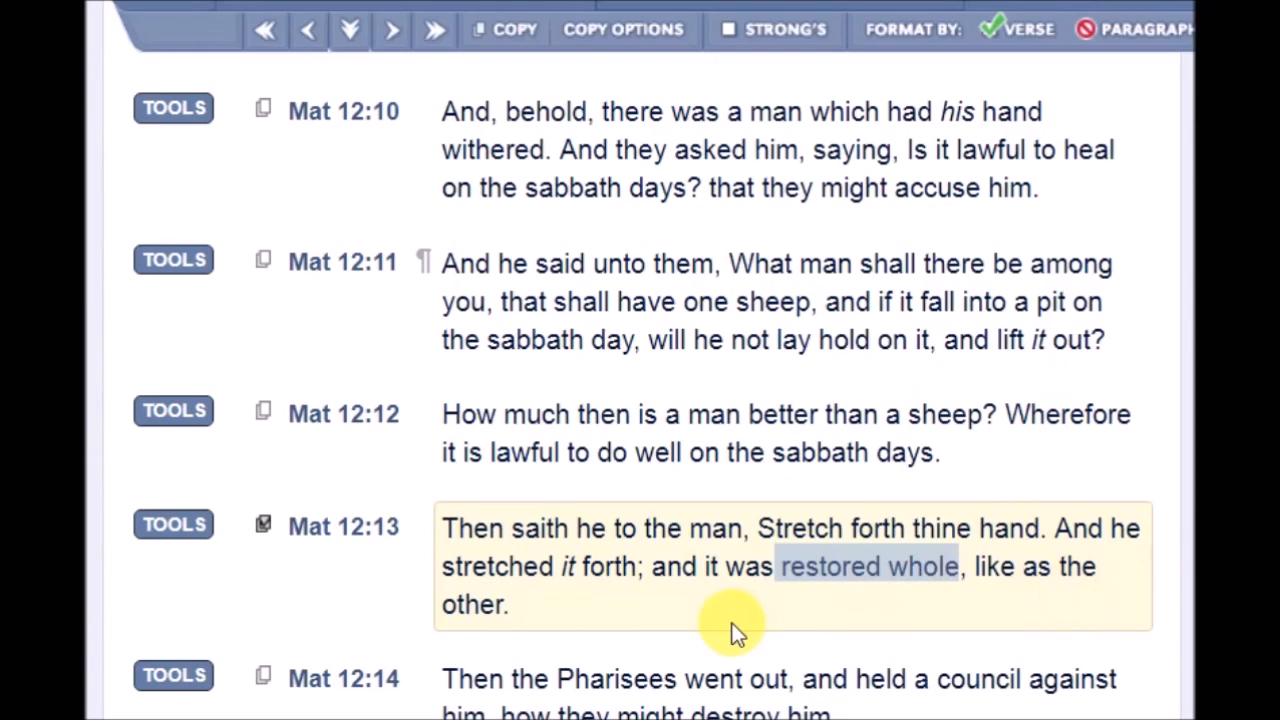 COPY COPY OPTIONS STRONG'S FORMAT BY: VERSE PARAGRAPH
TOOLS Mat 12:10 And, behold, there was a man which had his hand
withered. And they asked him, saying, Is it lawful to heal
on the sabbath days? that they might accuse him.
TOOLS Mat 12:11 ¶ And he said unto them, What man shall there be among
you, that shall have one sheep, and if it fall into a pit on
the sabbath day, will he not lay hold on it, and lift it out?
TOOLS Mat 12:12 How much then is a man better than a sheep? Wherefore
it is lawful to do well on the sabbath days.
TOOLS Mat 12:13 Then saith he to the man, Stretch forth thine hand. And he
stretched it forth; and it was restored whole, like as the
other.
TOOLS Mat 12:14 Then the Pharisees went out, and held a council against
him, how they might destroy him.